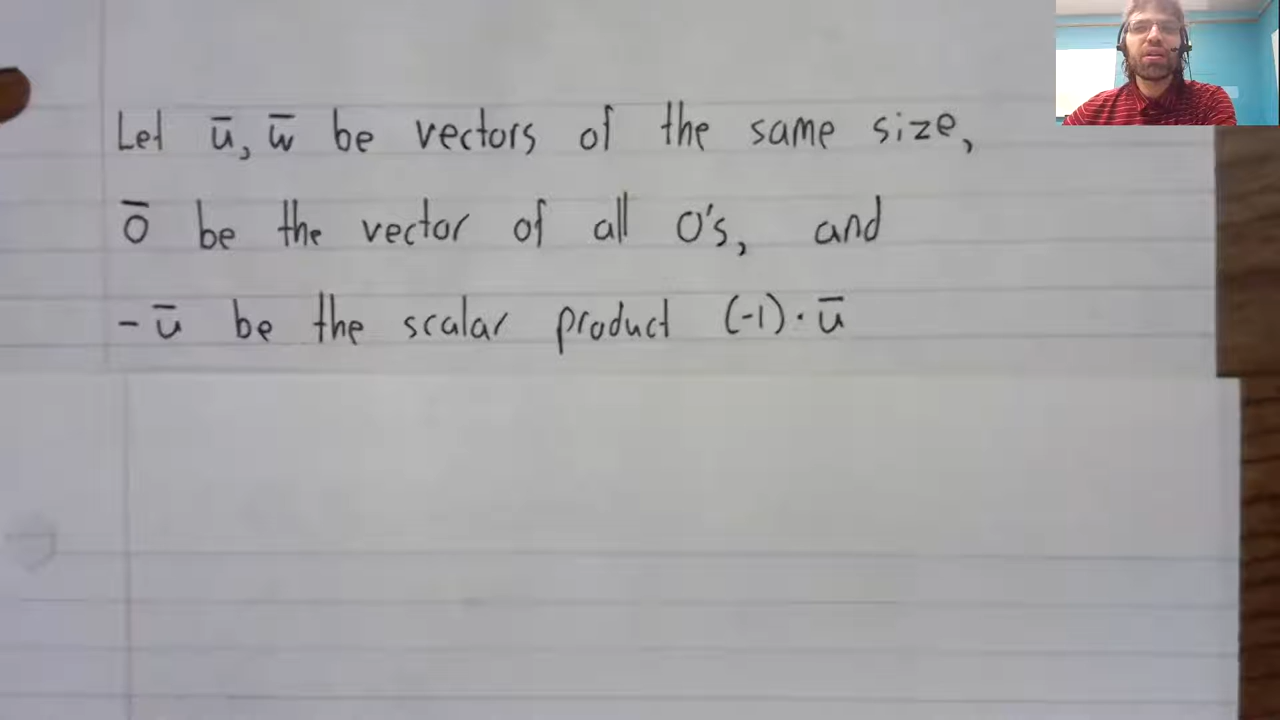 Let ū, w̄ be vectors of the same size,
0̄ be the vector of all 0's, and
-ū be the scalar product (-1)·ū